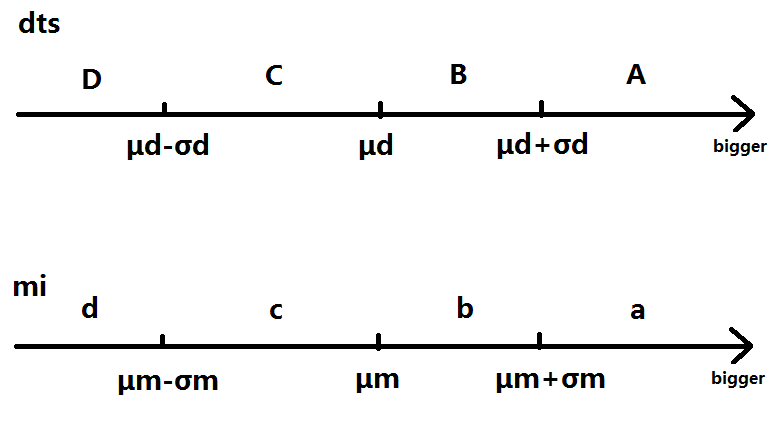 dts
D C B A
μd-σd μd μd+σd bigger
mi
d c b a
μm-σm μm μm+σm bigger